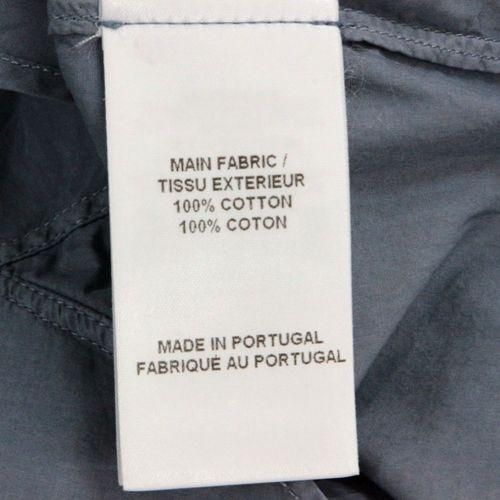 MAIN FABRIC /
TISSU EXTERIEUR
100% COTTON
100% COTON
MADE IN PORTUGAL
FABRIQUÉ AU PORTUGAL